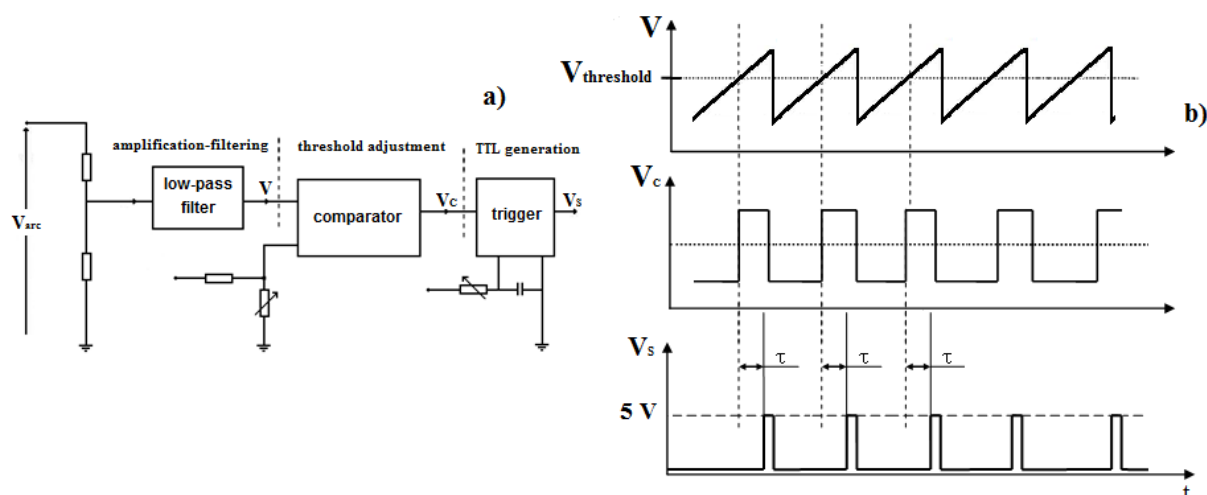 a)
amplification-filtering
threshold adjustment
TTL generation
Varc
low-pass
filter
V
comparator
VC
trigger
VS
b)
V
Vthreshold
VC
VS
τ
τ
τ
5 V
t